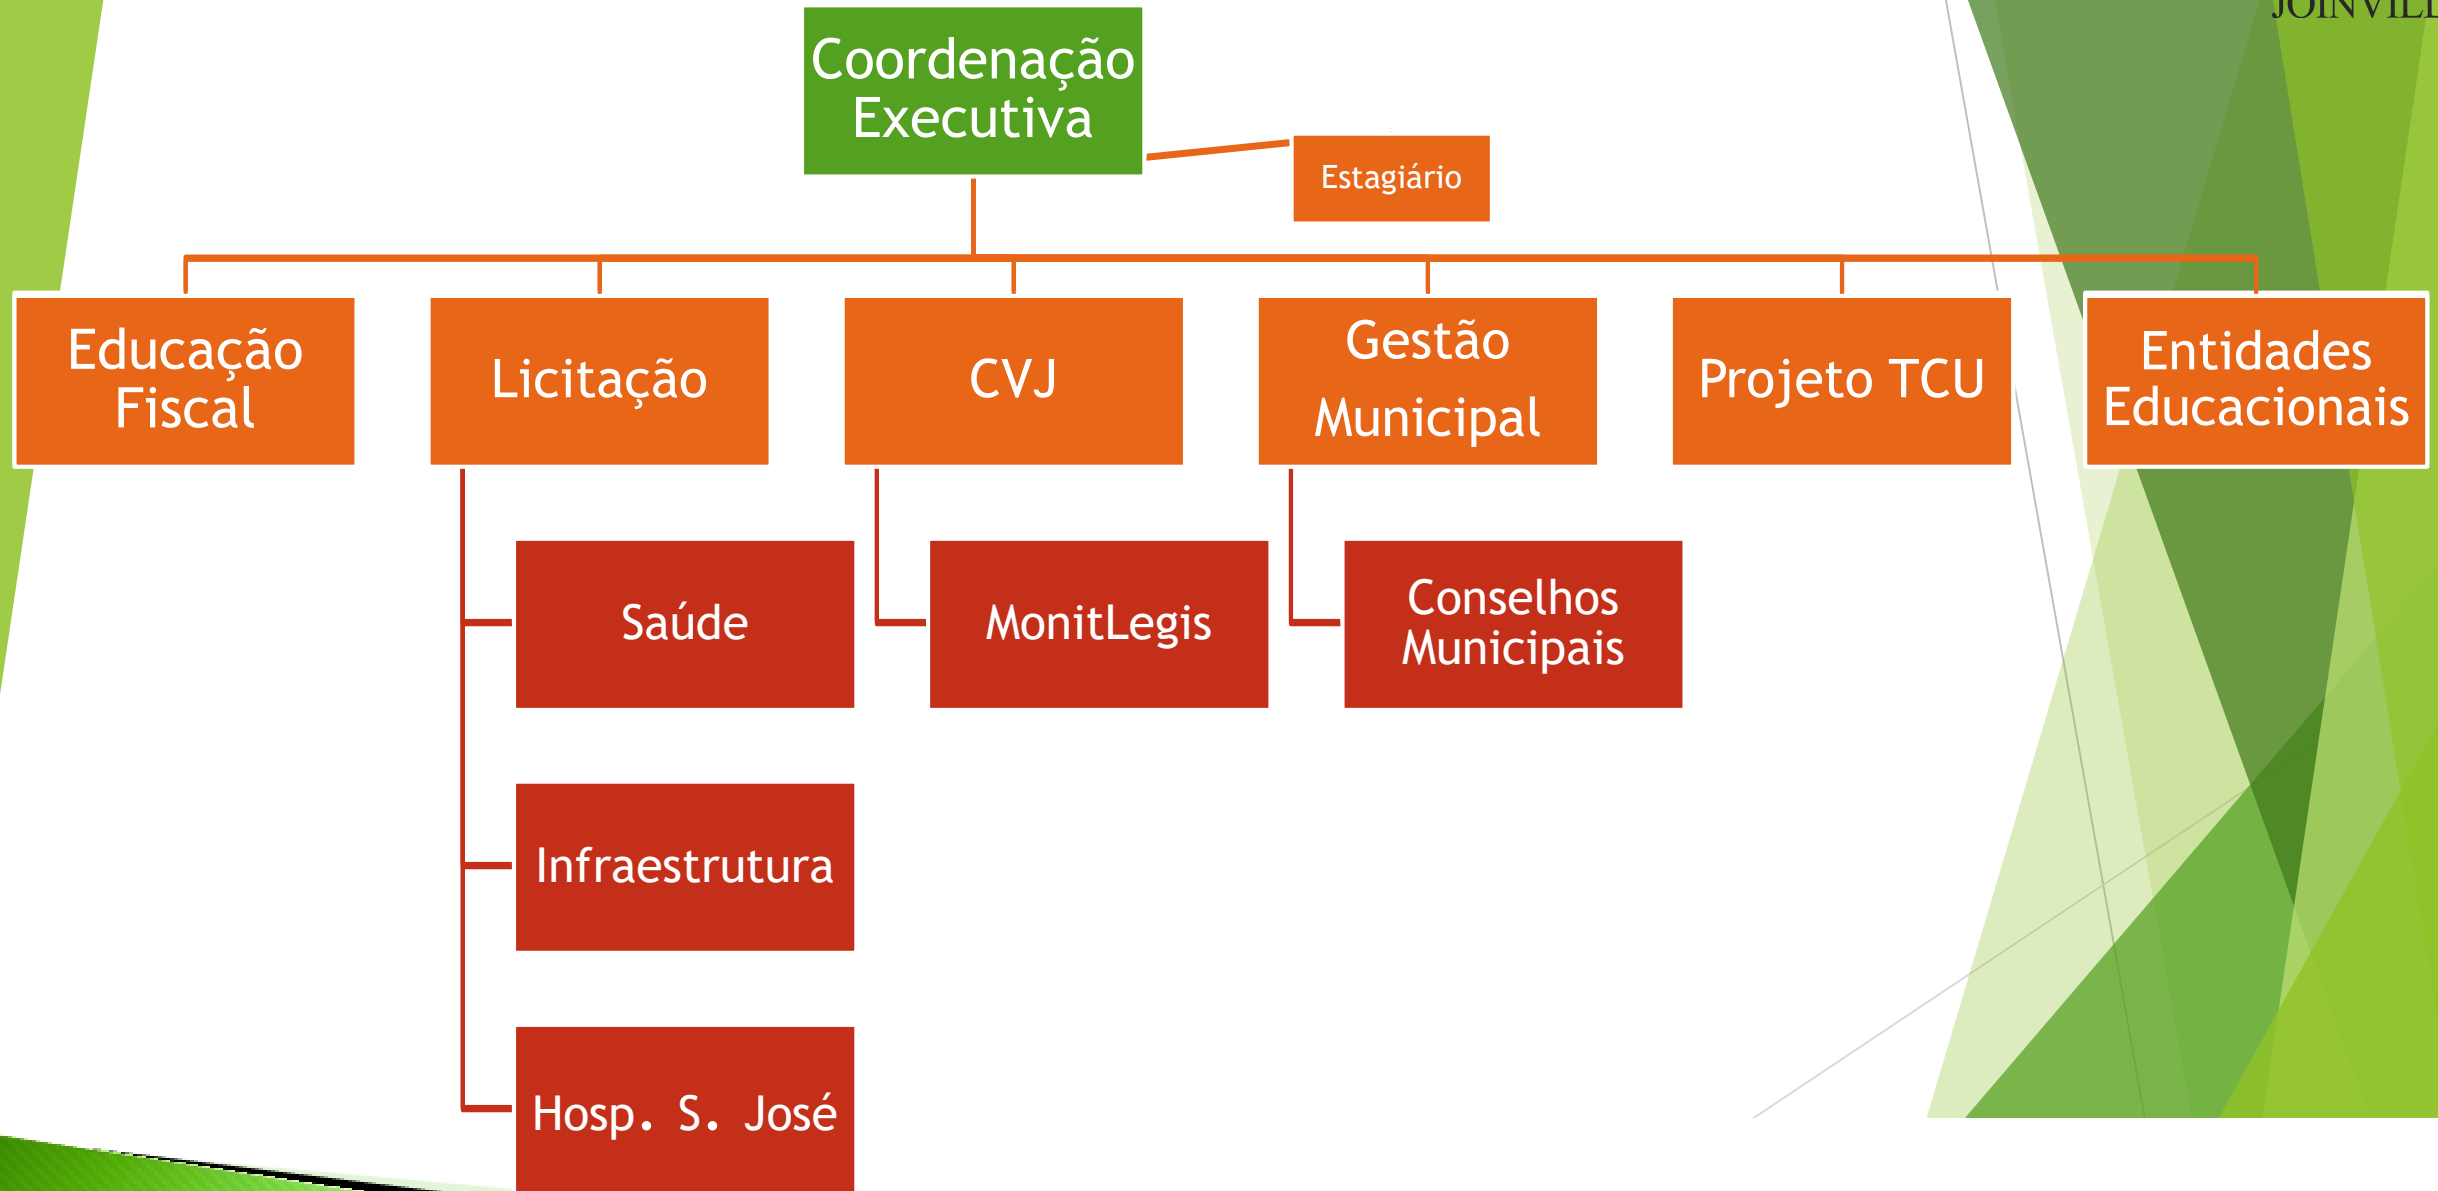 Coordenação
Executiva
Estagiário
Educação
Fiscal
Licitação
CVJ
Gestão
Municipal
Projeto TCU
Entidades
Educacionais
Saúde
MonitLegis
Conselhos
Municipais
Infraestrutura
Hosp. S. José